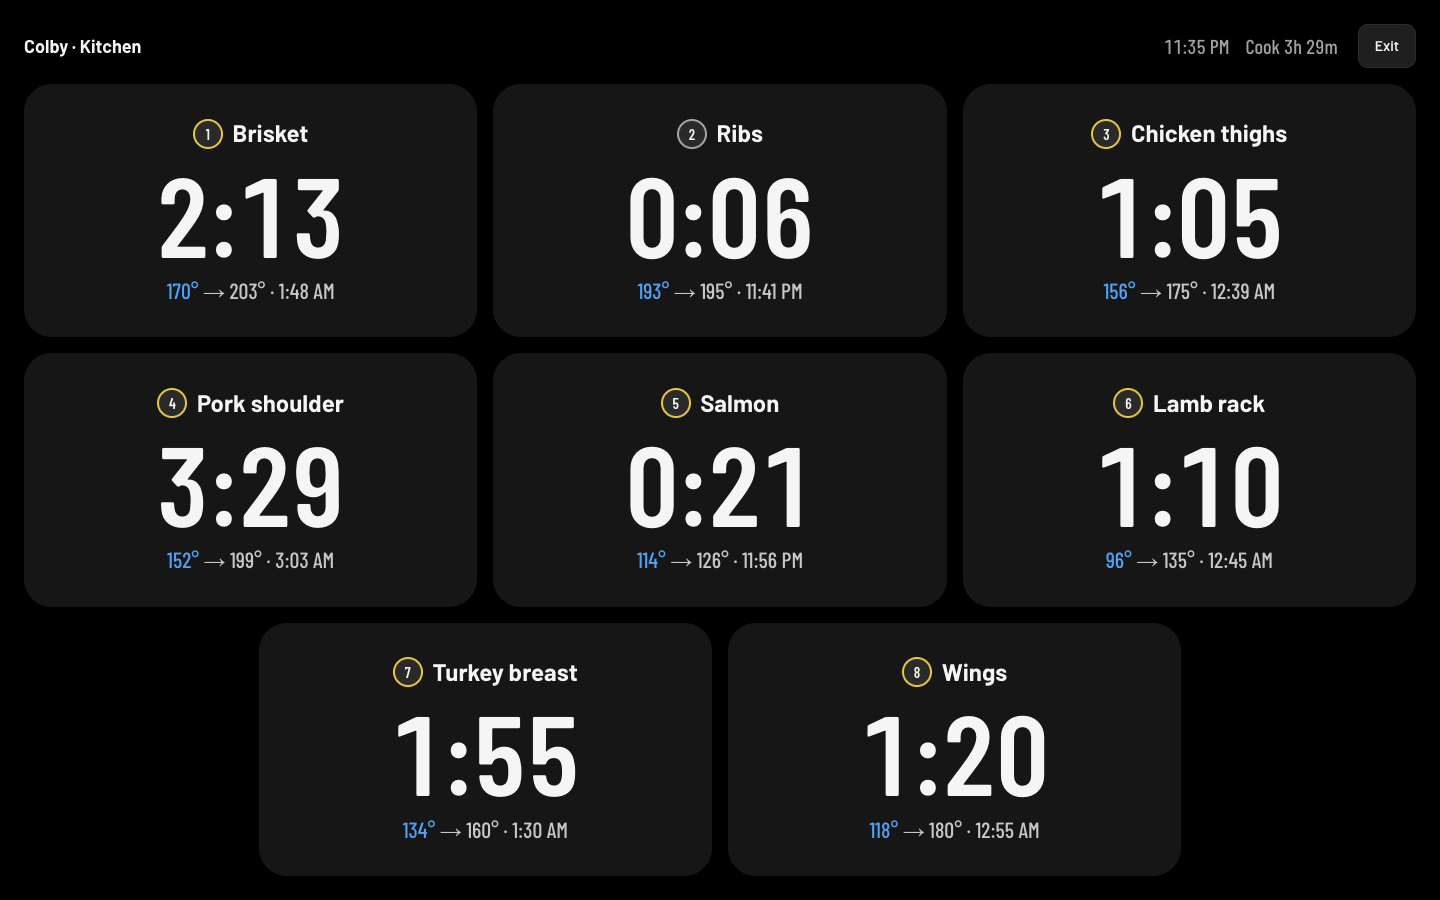 Colby · Kitchen
11:35 PM Cook 3h 29m Exit
1 Brisket
2:13
170° → 203° · 1:48 AM
2 Ribs
0:06
193° → 195° · 11:41 PM
3 Chicken thighs
1:05
156° → 175° · 12:39 AM
4 Pork shoulder
3:29
152° → 199° · 3:03 AM
5 Salmon
0:21
114° → 126° · 11:56 PM
6 Lamb rack
1:10
96° → 135° · 12:45 AM
7 Turkey breast
1:55
134° → 160° · 1:30 AM
8 Wings
1:20
118° → 180° · 12:55 AM